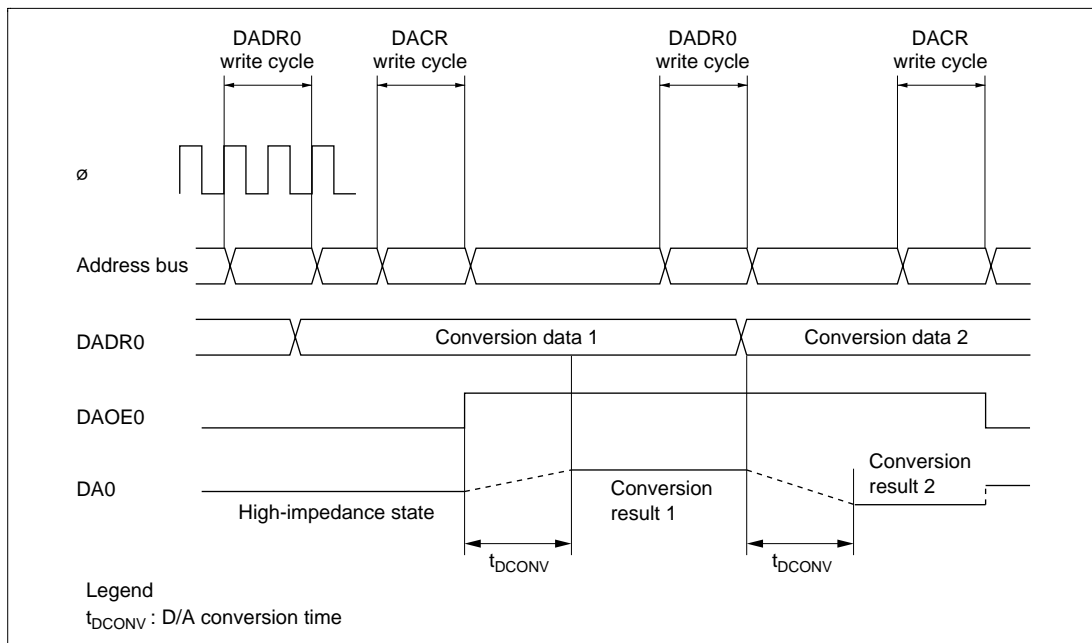 DADR0
write cycle
DACR
write cycle
DADR0
write cycle
DACR
write cycle
ø
Address bus
DADR0
Conversion data 1
Conversion data 2
DAOE0
DA0
High-impedance state
Conversion
result 1
Conversion
result 2
tDCONV
tDCONV
Legend
tDCONV : D/A conversion time